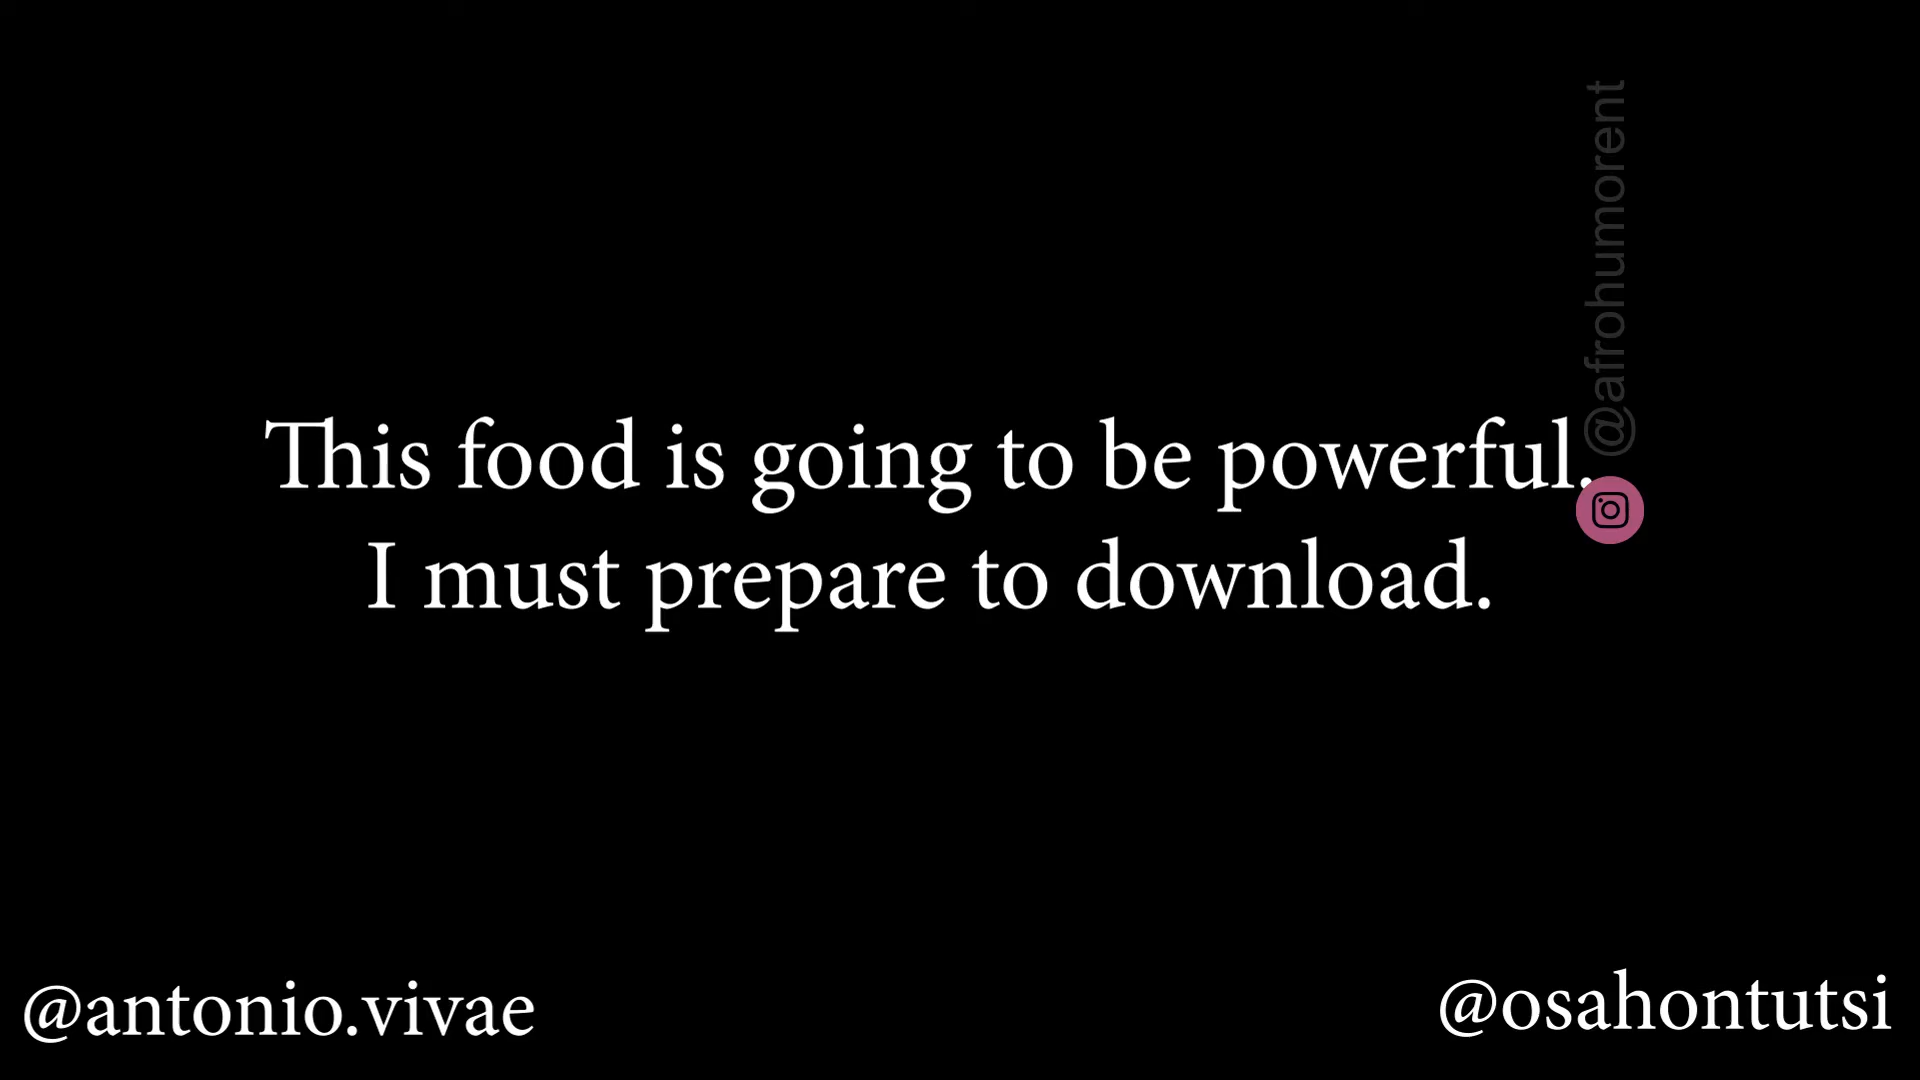 @afrohumorent
This food is going to be powerful.
I must prepare to download.
@antonio.vivae
@osahontutsi